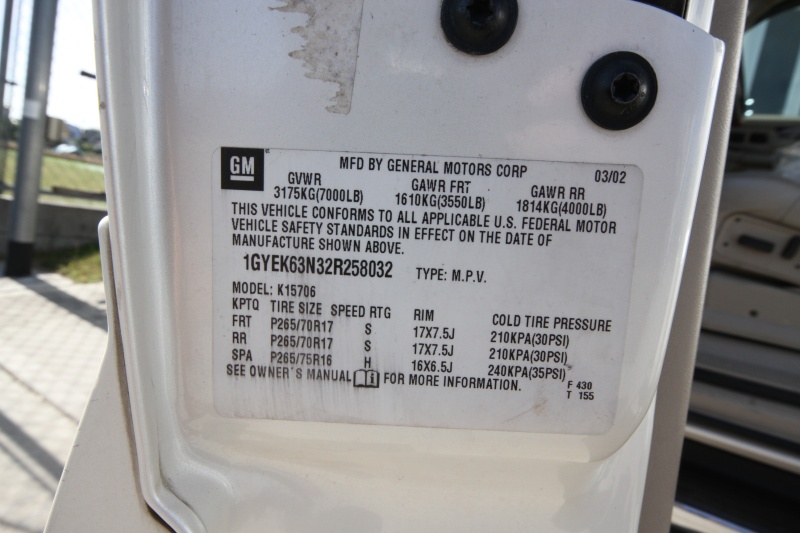 GM
MFD BY GENERAL MOTORS CORP 03/02
GVWR GAWR FRT GAWR RR
3175KG(7000LB) 1610KG(3550LB) 1814KG(4000LB)
THIS VEHICLE CONFORMS TO ALL APPLICABLE U.S. FEDERAL MOTOR
VEHICLE SAFETY STANDARDS IN EFFECT ON THE DATE OF
MANUFACTURE SHOWN ABOVE.
1GYEK63N32R258032 TYPE: M.P.V.
MODEL: K15706
KPTQ TIRE SIZE SPEED RTG RIM COLD TIRE PRESSURE
FRT P265/70R17 S 17X7.5J 210KPA(30PSI)
RR P265/70R17 S 17X7.5J 210KPA(30PSI)
SPA P265/75R16 H 16X6.5J 240KPA(35PSI)
SEE OWNER'S MANUAL FOR MORE INFORMATION.
F 430
T 155